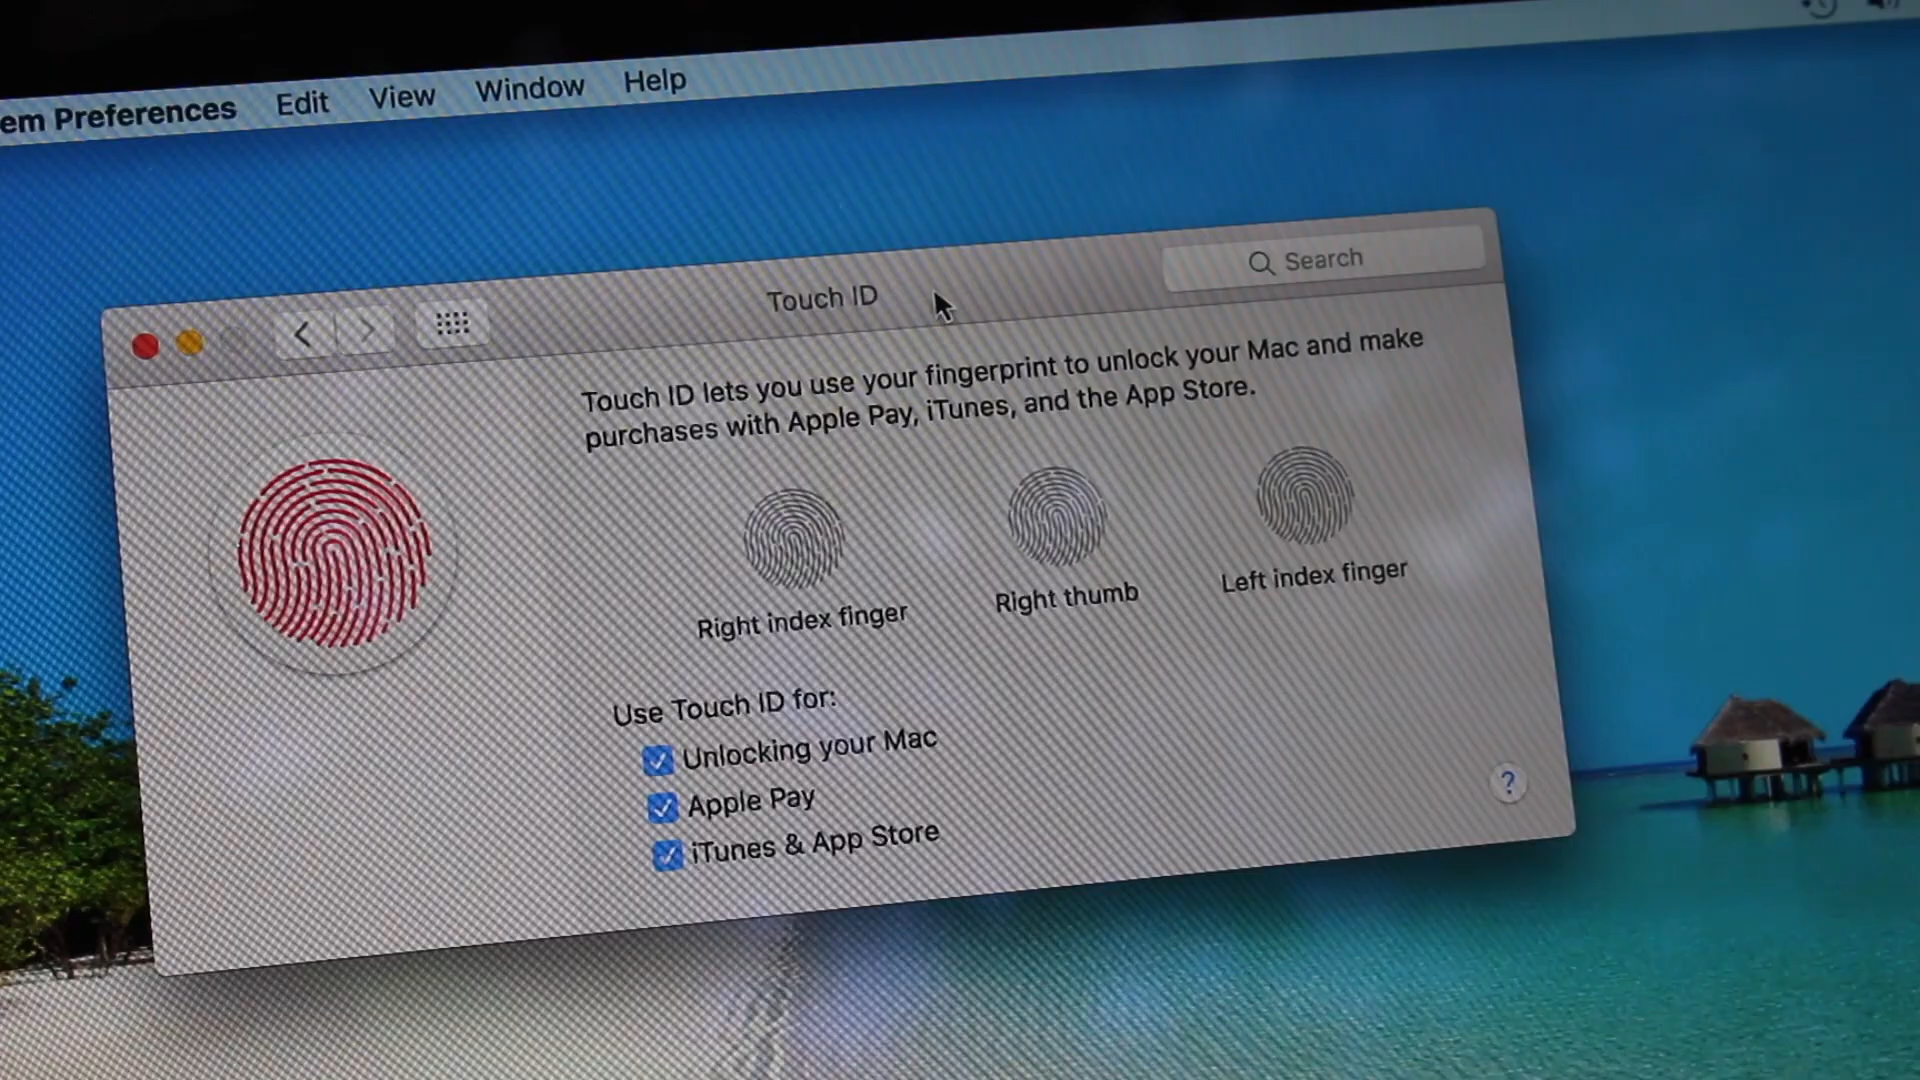 em Preferences Edit View Window Help
Touch ID
Search
Touch ID lets you use your fingerprint to unlock your Mac and make
purchases with Apple Pay, iTunes, and the App Store.
Right index finger
Right thumb
Left index finger
Use Touch ID for:
Unlocking your Mac
Apple Pay
iTunes & App Store
?